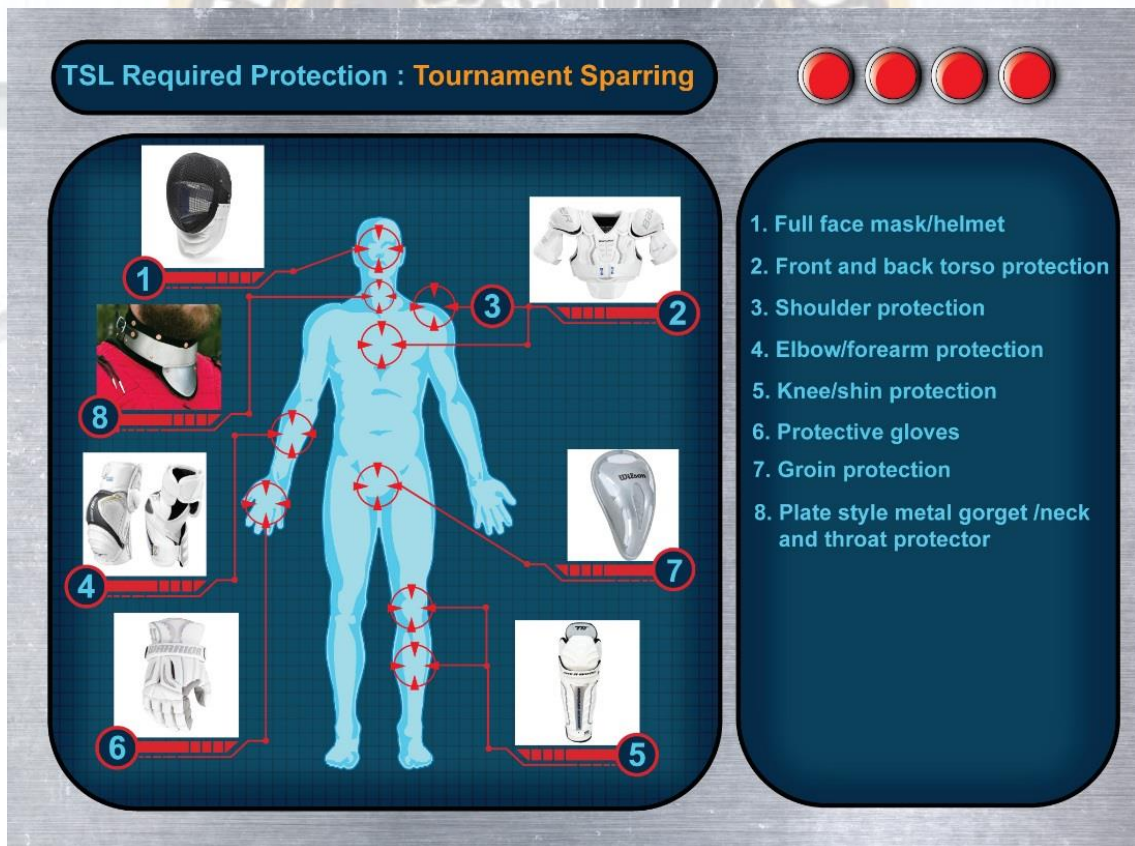 TSL Required Protection : Tournament Sparring
1
2
3
8
4
7
6
5
WARRIOR
Wilson
1. Full face mask/helmet
2. Front and back torso protection
3. Shoulder protection
4. Elbow/forearm protection
5. Knee/shin protection
6. Protective gloves
7. Groin protection
8. Plate style metal gorget /neck
and throat protector